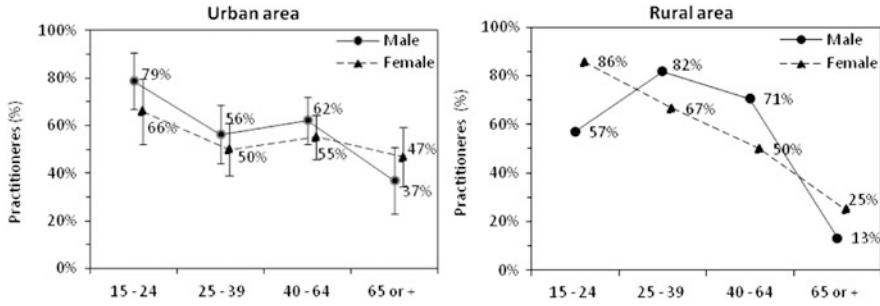 Urban area
100%
80%
60%
40%
20%
0%
Practitioneres (%)
Male
Female
79%
66%
56%
50%
62%
55%
47%
37%
15 - 24
25 - 39
40 - 64
65 or +
Rural area
100%
80%
60%
40%
20%
0%
Practitioneres (%)
Male
Female
86%
57%
82%
67%
71%
50%
25%
13%
15 - 24
25 - 39
40 - 64
65 or +